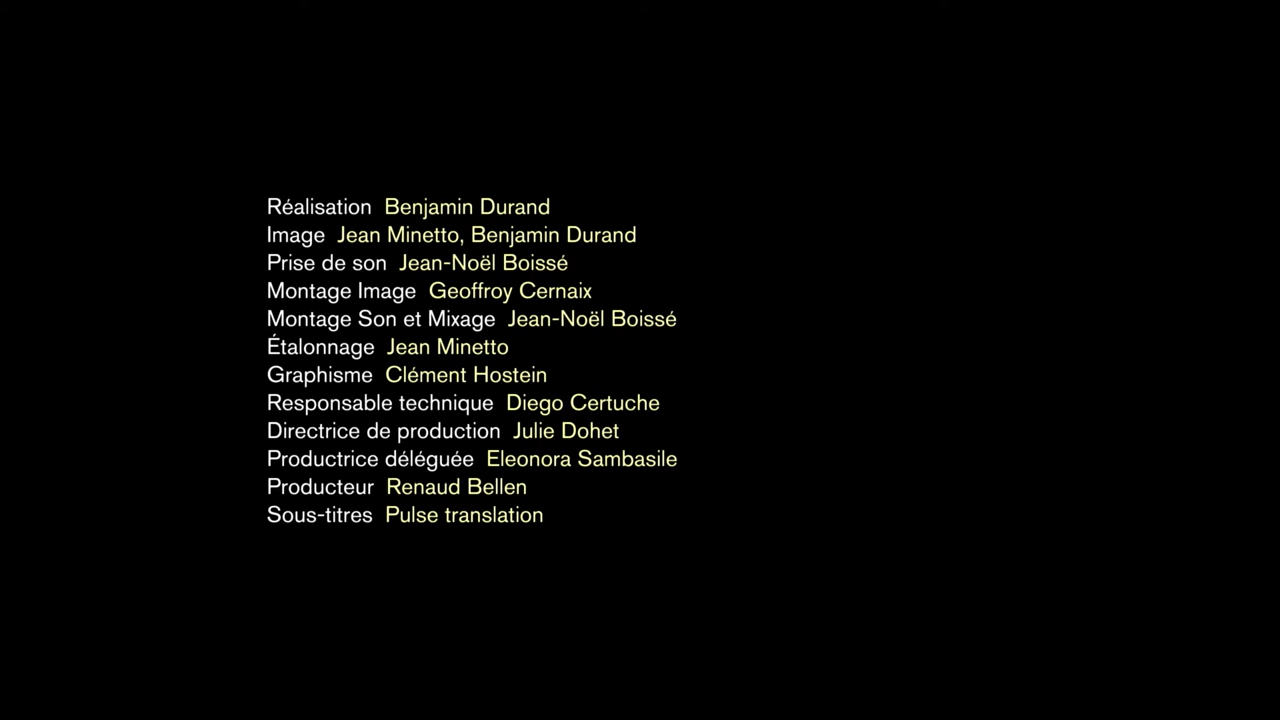 Réalisation Benjamin Durand
Image Jean Minetto, Benjamin Durand
Prise de son Jean-Noël Boissé
Montage Image Geoffroy Cernaix
Montage Son et Mixage Jean-Noël Boissé
Étalonnage Jean Minetto
Graphisme Clément Hostein
Responsable technique Diego Certuche
Directrice de production Julie Dohet
Productrice déléguée Eleonora Sambasile
Producteur Renaud Bellen
Sous-titres Pulse translation